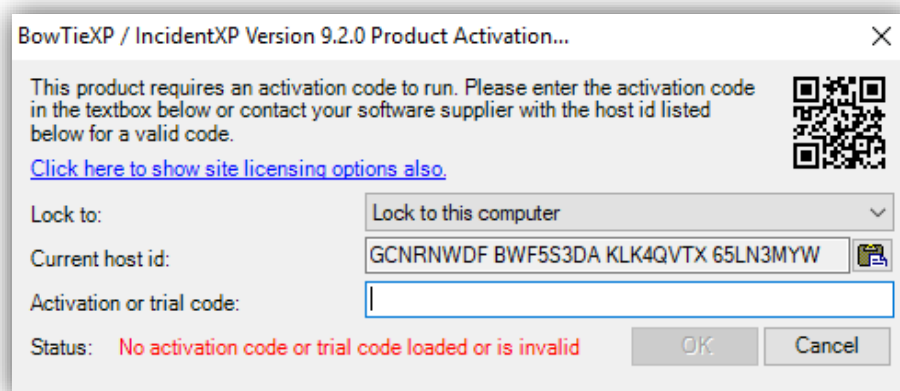 BowTieXP / IncidentXP Version 9.2.0 Product Activation...
This product requires an activation code to run. Please enter the activation code
in the textbox below or contact your software supplier with the host id listed
below for a valid code.
Click here to show site licensing options also.
Lock to: Lock to this computer
Current host id: GCNRNWDF BWF5S3DA KLK4QVTX 65LN3MYW
Activation or trial code:
Status: No activation code or trial code loaded or is invalid OK Cancel